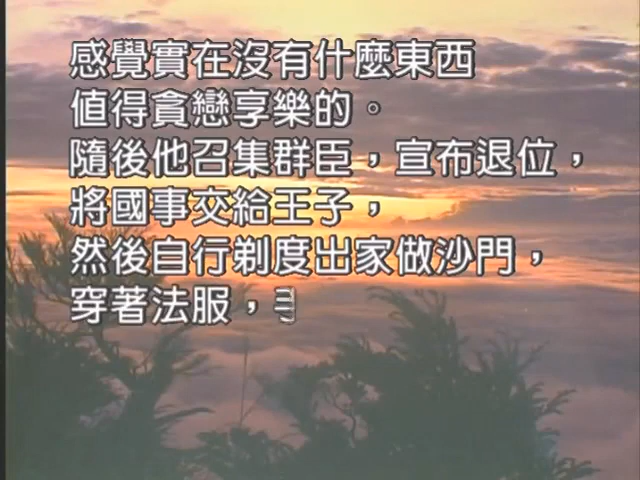 感覺實在沒有什麼東西
值得貪戀享樂的。
隨後他召集群臣，宣布退位，
將國事交給王子，
然後自行剃度出家做沙門，
穿著法服，